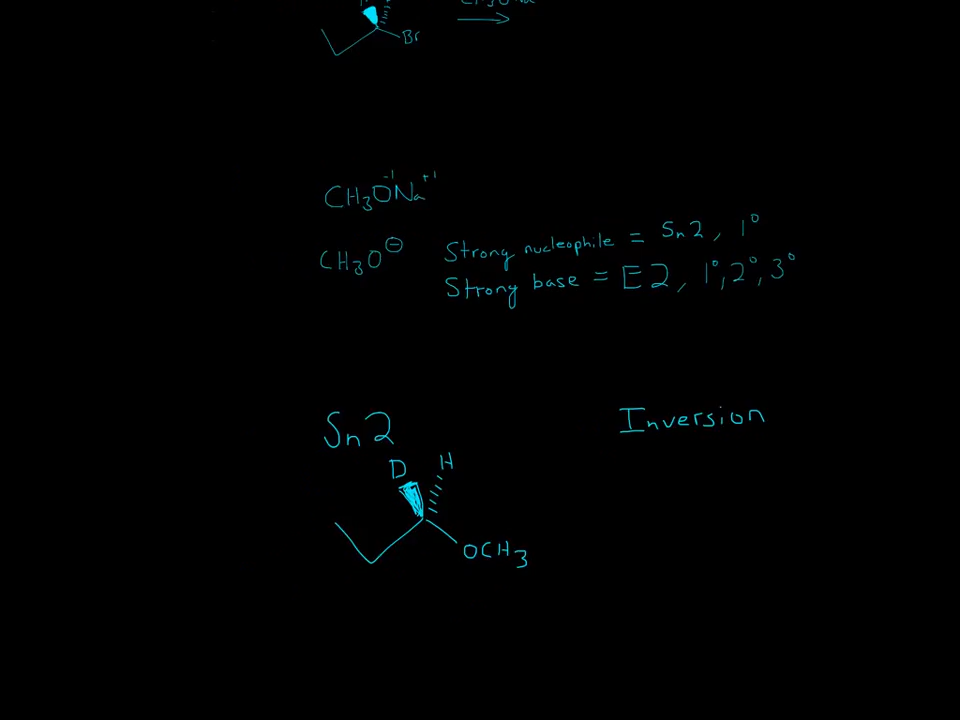 Br
CH3O-1Na+1
CH3O⊖ Strong nucleophile = Sn2, 1°
Strong base = E2, 1°, 2°, 3°
Sn2 Inversion
D H
OCH3